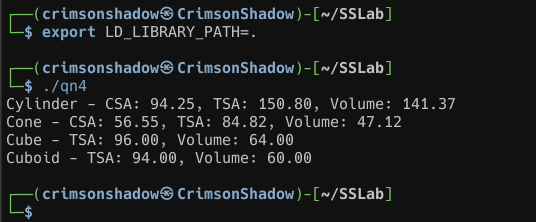 ┌──(crimsonshadow㉿CrimsonShadow)-[~/SSLab]
└─$ export LD_LIBRARY_PATH=.
┌──(crimsonshadow㉿CrimsonShadow)-[~/SSLab]
└─$ ./qn4
Cylinder - CSA: 94.25, TSA: 150.80, Volume: 141.37
Cone - CSA: 56.55, TSA: 84.82, Volume: 47.12
Cube - TSA: 96.00, Volume: 64.00
Cuboid - TSA: 94.00, Volume: 60.00
┌──(crimsonshadow㉿CrimsonShadow)-[~/SSLab]
└─$